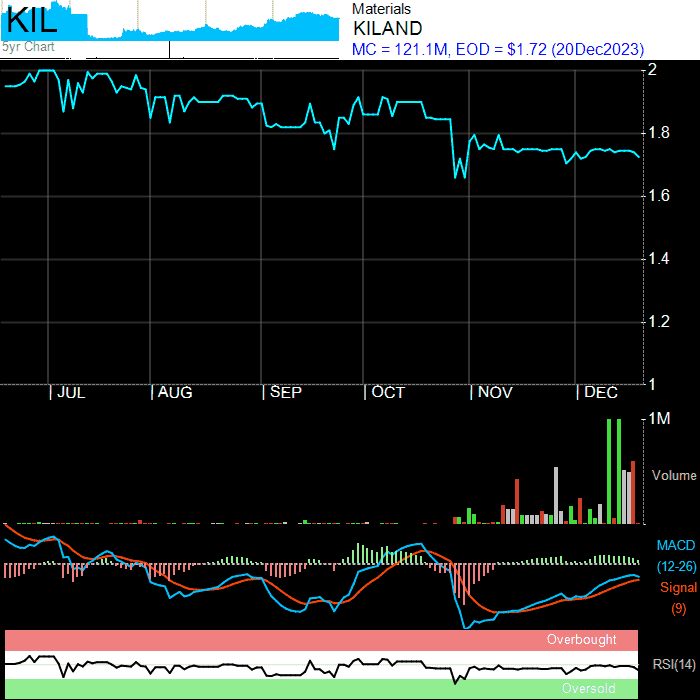 KIL
5yr Chart
Materials
KILAND
MC = 121.1M, EOD = $1.72 (20Dec2023)
2
1.8
1.6
1.4
1.2
1
JUL AUG SEP OCT NOV DEC
1M
Volume
MACD
(12-26)
Signal
(9)
Overbought
RSI(14)
Oversold